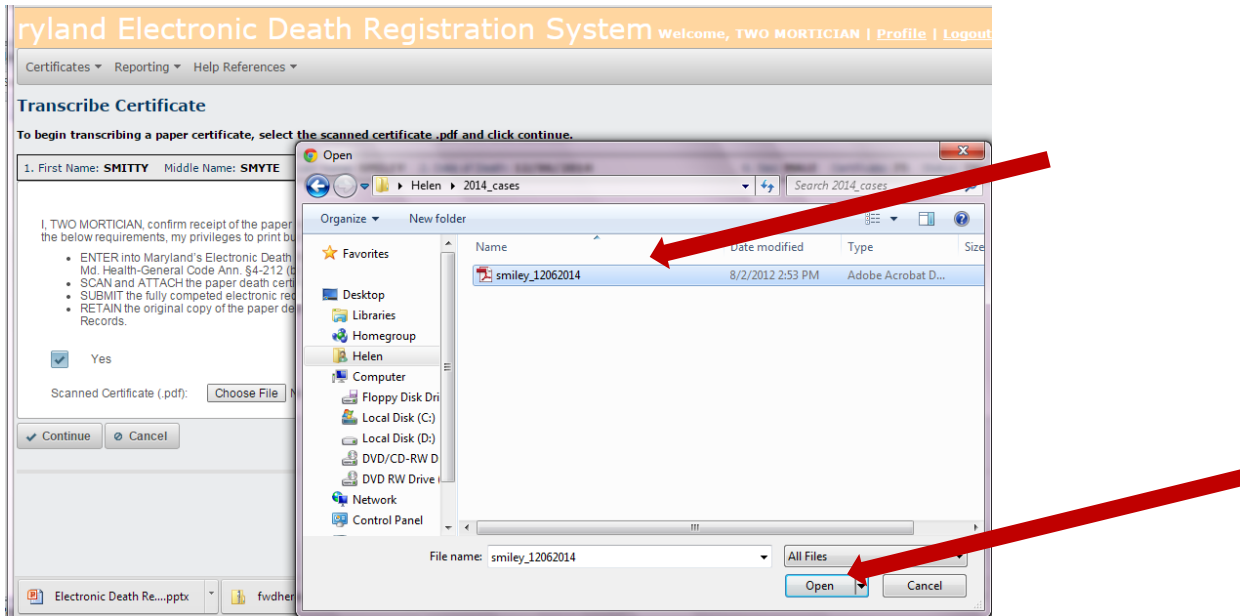 ryland Electronic Death Registration System Welcome, TWO MORTICIAN | Profile | Logout
Certificates Reporting Help References
Transcribe Certificate
To begin transcribing a paper certificate, select the scanned certificate .pdf and click continue.
1. First Name: SMITTY Middle Name: SMYTE
I, TWO MORTICIAN, confirm receipt of the paper
the below requirements, my privileges to print bu
ENTER into Maryland's Electronic Death
Md. Health-General Code Ann. §4-212 (b
SCAN and ATTACH the paper death certi
SUBMIT the fully competed electronic rec
RETAIN the original copy of the paper de
Records.
Yes
Scanned Certificate (.pdf): Choose File N
Continue Cancel
Open
Helen 2014_cases
Search 2014_cases
Organize New folder
Favorites
Desktop
Libraries
Homegroup
Helen
Computer
Floppy Disk Dri
Local Disk (C:)
Local Disk (D:)
DVD/CD-RW D
DVD RW Drive (
Network
Control Panel
Name Date modified Type Size
smiley_12062014 8/2/2012 2:53 PM Adobe Acrobat D...
File name: smiley_12062014 All Files
Open Cancel
Electronic Death Re....pptx fwdher